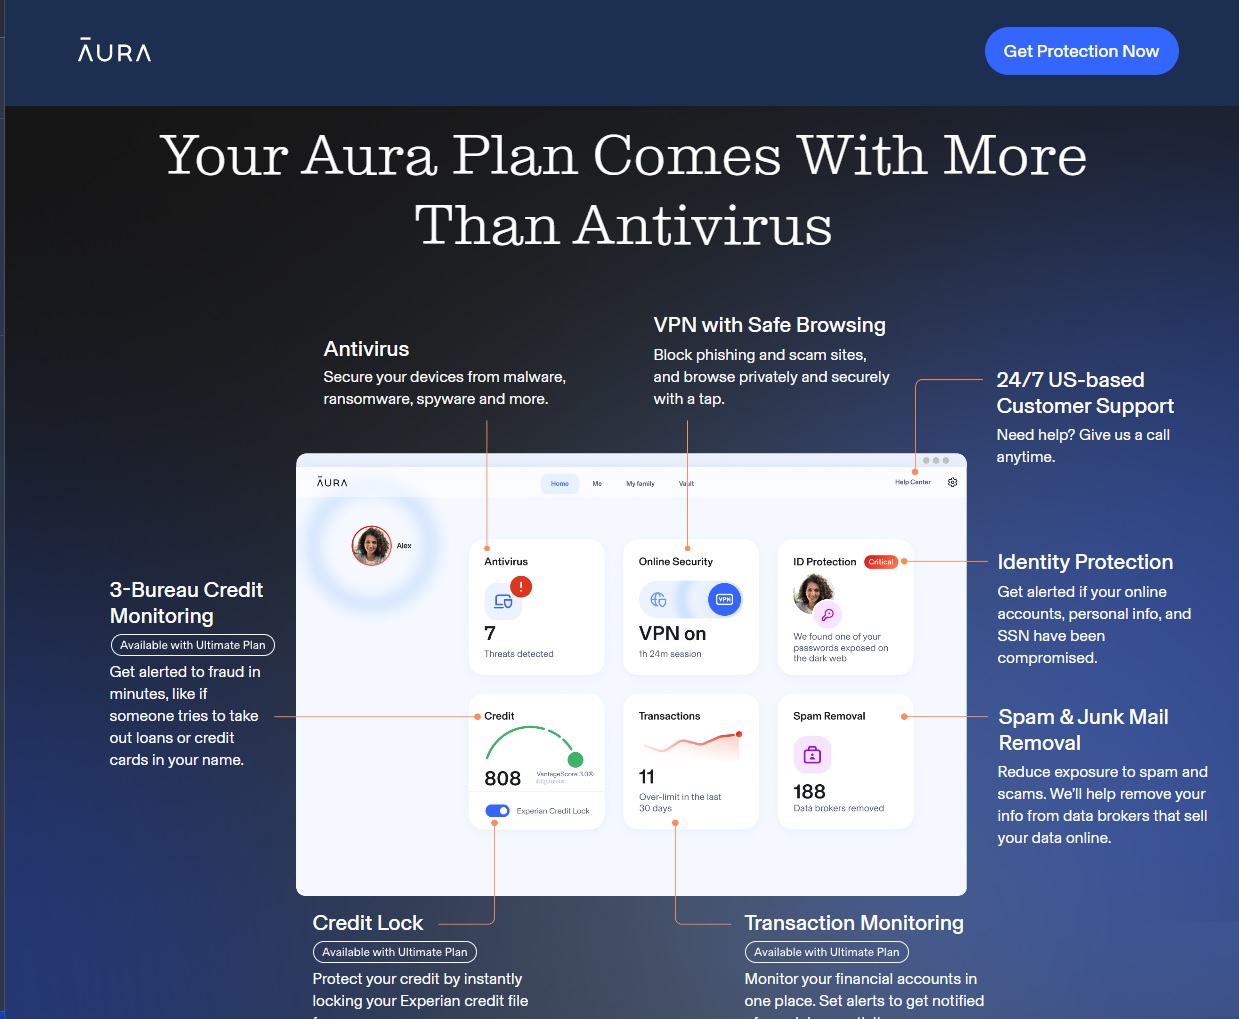 ĀURA
Get Protection Now
Your Aura Plan Comes With More
Than Antivirus
Antivirus
Secure your devices from malware,
ransomware, spyware and more.
VPN with Safe Browsing
Block phishing and scam sites,
and browse privately and securely
with a tap.
24/7 US-based
Customer Support
Need help? Give us a call
anytime.
ĀURA
Home
Me
My family
Vault
Help Center
Alex
Antivirus
!
7
Threats detected
Online Security
VPN
VPN on
1h 24m session
ID Protection
Critical
We found one of your
passwords exposed on
the dark web
Identity Protection
Get alerted if your online
accounts, personal info, and
SSN have been
compromised.
3-Bureau Credit
Monitoring
Available with Ultimate Plan
Get alerted to fraud in
minutes, like if
someone tries to take
out loans or credit
cards in your name.
Credit
808
VantageScore 3.0®
Experian Credit Lock
Transactions
11
Over-limit in the last
30 days
Spam Removal
188
Data brokers removed
Spam & Junk Mail
Removal
Reduce exposure to spam and
scams. We'll help remove your
info from data brokers that sell
your data online.
Credit Lock
Available with Ultimate Plan
Protect your credit by instantly
locking your Experian credit file
Transaction Monitoring
Available with Ultimate Plan
Monitor your financial accounts in
one place. Set alerts to get notified